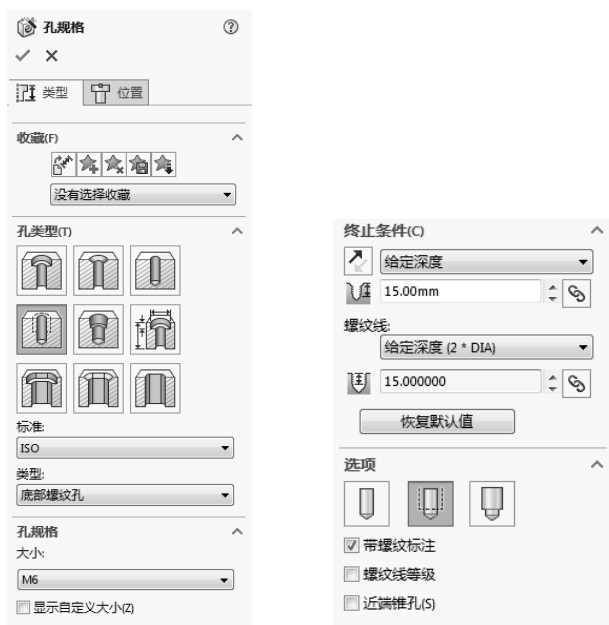 孔规格
类型
位置
收藏(F)
没有选择收藏
孔类型(T)
标准:
ISO
类型:
底部螺纹孔
孔规格
大小:
M6
显示自定义大小(Z)
终止条件(C)
给定深度
15.00mm
螺纹线:
给定深度 (2 * DIA)
15.000000
恢复默认值
选项
带螺纹标注
螺纹线等级
近端锥孔(S)